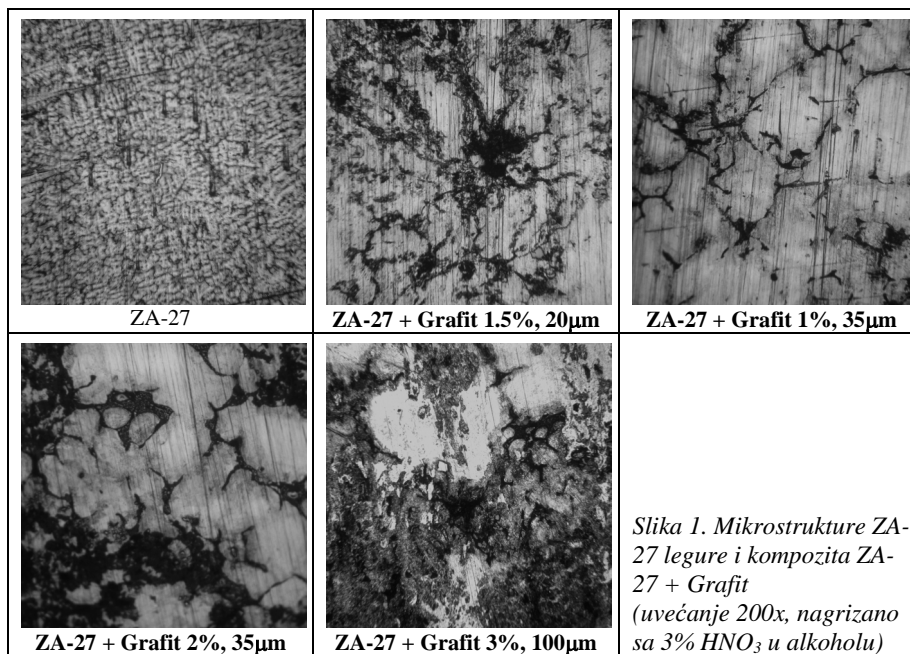 ZA-27
ZA-27 + Grafit 1.5%, 20μm
ZA-27 + Grafit 1%, 35μm
ZA-27 + Grafit 2%, 35μm
ZA-27 + Grafit 3%, 100μm
Slika 1. Mikrostrukture ZA-
27 legure i kompozita ZA-
27 + Grafit
(uvećanje 200x, nagrizano
sa 3% HNO₃ u alkoholu)